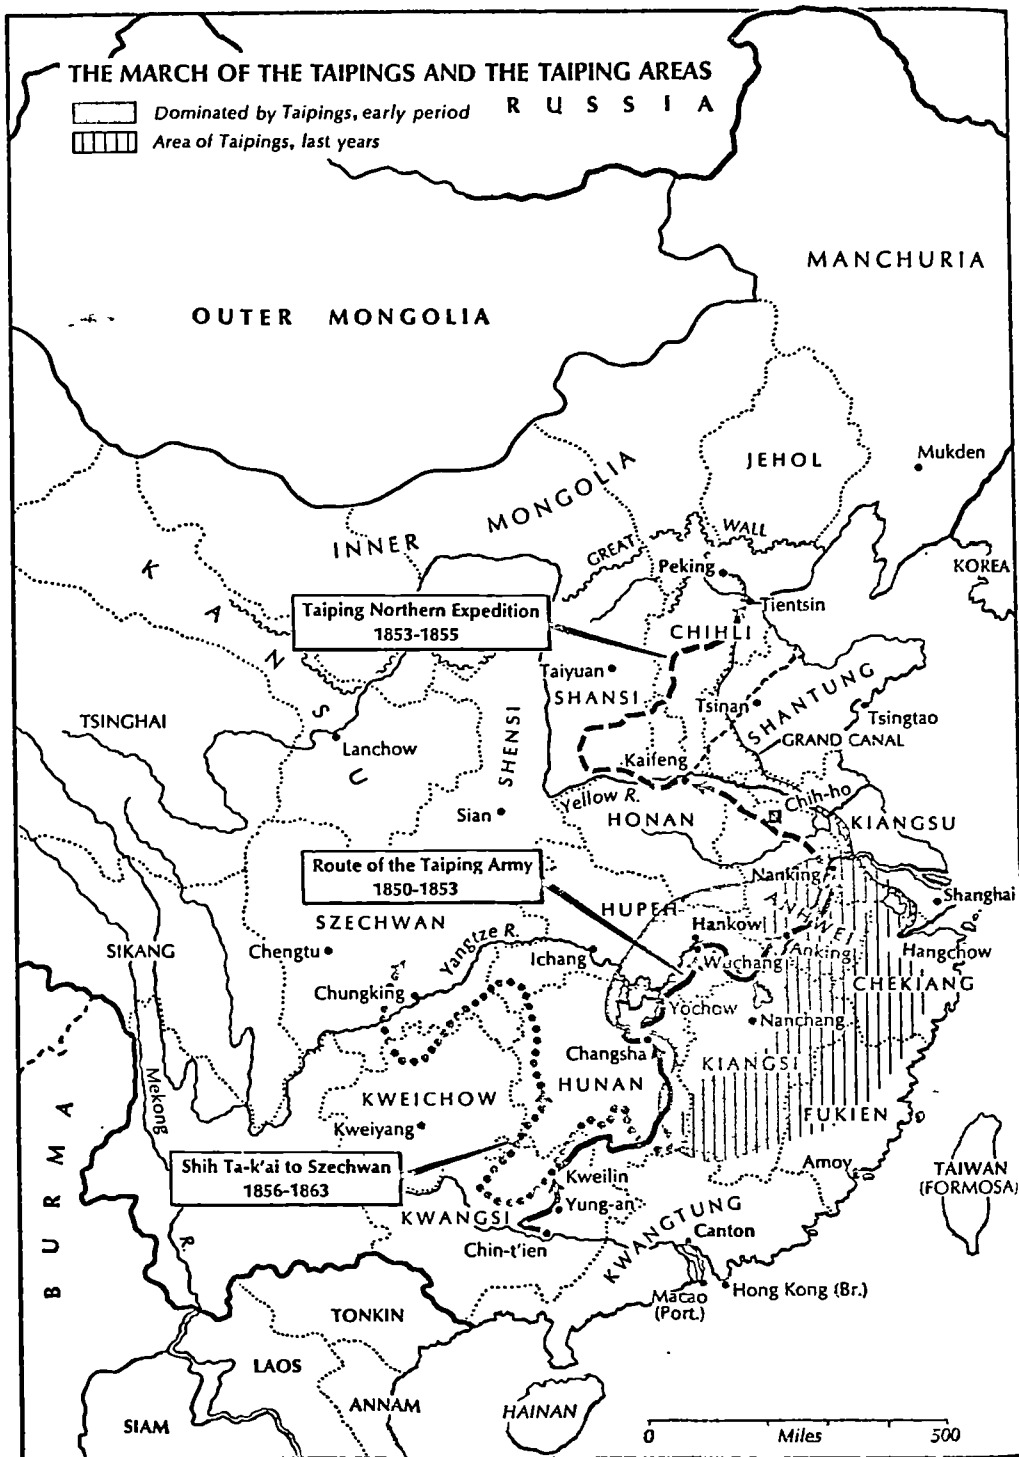 THE MARCH OF THE TAIPINGS AND THE TAIPING AREAS
Dominated by Taipings, early period
Area of Taipings, last years
RUSSIA
MANCHURIA
OUTER MONGOLIA
JEHOL
Mukden
INNER MONGOLIA
GREAT WALL
KANSU
Peking
KOREA
Tientsin
Taiping Northern Expedition
1853-1855
CHIHLI
Taiyuan
SHANSI
Tsinan
SHANTUNG
Tsingtao
GRAND CANAL
TSINGHAI
Lanchow
SHENSI
Kaifeng
Yellow R.
Chih-ho
Sian
HONAN
KIANGSU
Route of the Taiping Army
1850-1853
Nanking
ANHWEI
Shanghai
SZECHWAN
HUPEH
Hankow
SIKANG
Chengtu
Yangtze R.
Ichang
Wuchang
Anking
Hangchow
Chungking
CHEKIANG
Yochow
Nanchang
Changsha
KIANGSI
HUNAN
Mekong R.
KWEICHOW
FUKIEN
Kweiyang
BURMA
Shih Ta-k'ai to Szechwan
1856-1863
Kweilin
Amoy
TAIWAN
(FORMOSA)
Yung-an
KWANGSI
KWANGTUNG
Canton
Chin-t'ien
Macao
(Port.)
Hong Kong (Br.)
TONKIN
LAOS
ANNAM
HAINAN
SIAM
0 Miles 500